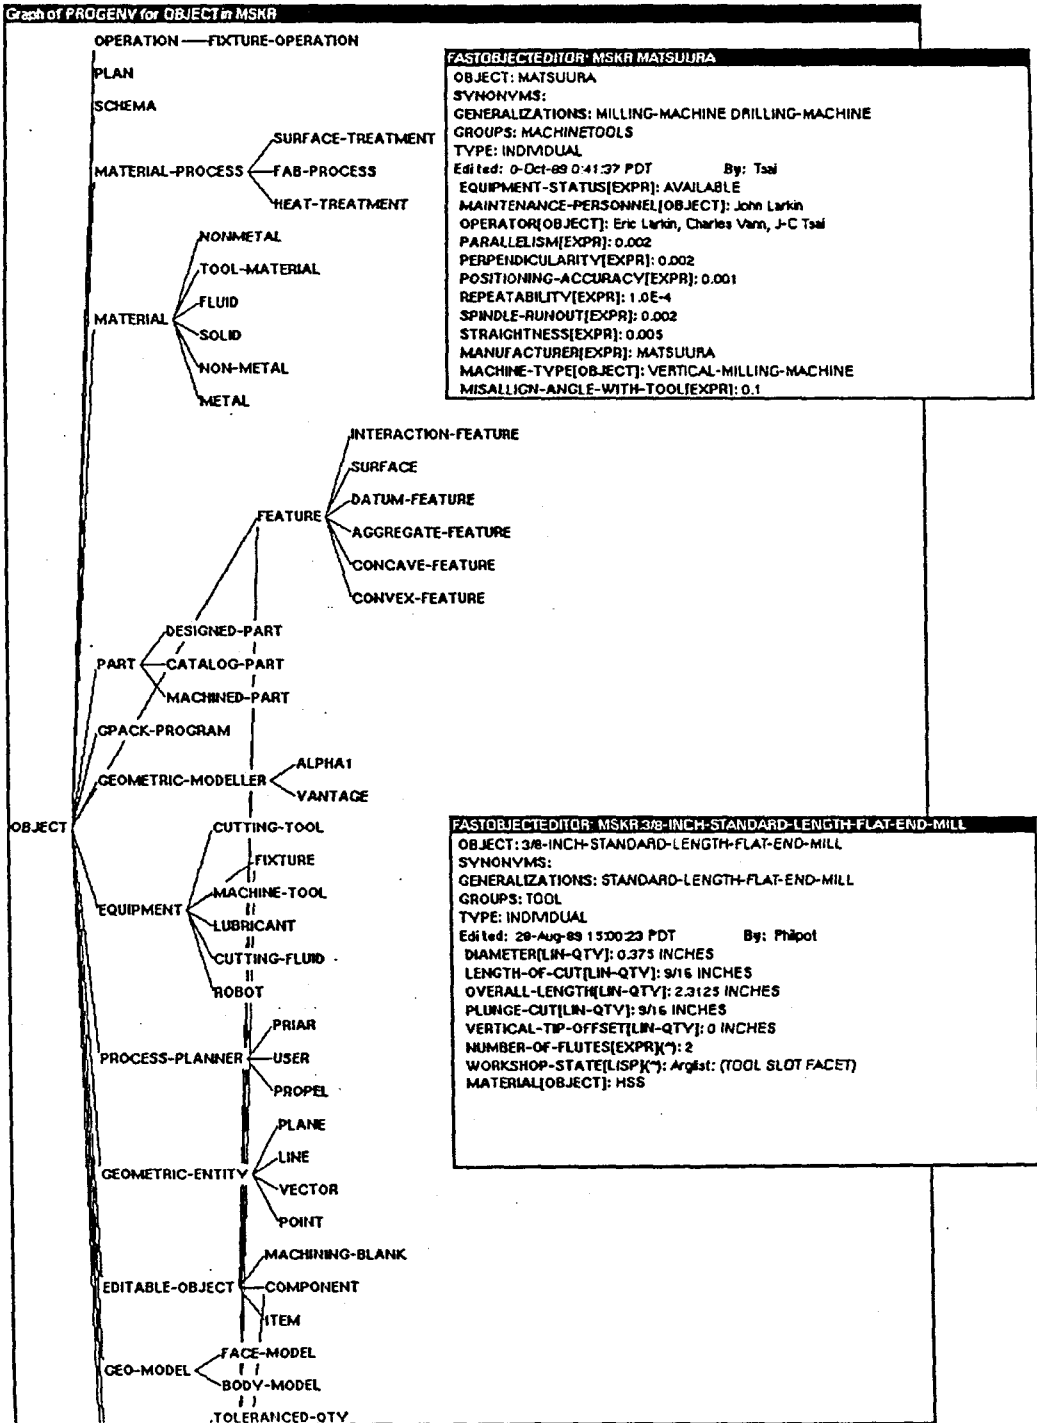 Graph of PROGENY for OBJECT in MSKR
OPERATION
FIXTURE-OPERATION
PLAN
SCHEMA
MATERIAL-PROCESS
SURFACE-TREATMENT
FAB-PROCESS
HEAT-TREATMENT
MATERIAL
NONMETAL
TOOL-MATERIAL
FLUID
SOLID
NON-METAL
METAL
FEATURE
INTERACTION-FEATURE
SURFACE
DATUM-FEATURE
AGGREGATE-FEATURE
CONCAVE-FEATURE
CONVEX-FEATURE
PART
DESIGNED-PART
CATALOG-PART
MACHINED-PART
GPACK-PROGRAM
GEOMETRIC-MODELLER
ALPHA1
VANTAGE
OBJECT
EQUIPMENT
CUTTING-TOOL
FIXTURE
MACHINE-TOOL
LUBRICANT
CUTTING-FLUID
ROBOT
PROCESS-PLANNER
PRIAR
USER
PROPEL
GEOMETRIC-ENTITY
PLANE
LINE
VECTOR
POINT
EDITABLE-OBJECT
MACHINING-BLANK
COMPONENT
ITEM
GEO-MODEL
FACE-MODEL
BODY-MODEL
TOLERANCED-QTY
FASTOBJECTEDITOR: MSKR MATSUURA
OBJECT: MATSUURA
SYNONYMS:
GENERALIZATIONS: MILLING-MACHINE DRILLING-MACHINE
GROUPS: MACHINETOOLS
TYPE: INDIVIDUAL
Edited: 0-Oct-89 0:41:37 PDT By: Tsai
EQUIPMENT-STATUS[EXPR]: AVAILABLE
MAINTENANCE-PERSONNEL[OBJECT]: John Larkin
OPERATOR[OBJECT]: Eric Larkin, Charles Vann, J-C Tsai
PARALLELISM[EXPR]: 0.002
PERPENDICULARITY[EXPR]: 0.002
POSITIONING-ACCURACY[EXPR]: 0.001
REPEATABILITY[EXPR]: 1.0E-4
SPINDLE-RUNOUT[EXPR]: 0.002
STRAIGHTNESS[EXPR]: 0.005
MANUFACTURER[EXPR]: MATSUURA
MACHINE-TYPE[OBJECT]: VERTICAL-MILLING-MACHINE
MISALLIGN-ANGLE-WITH-TOOL[EXPR]: 0.1
FASTOBJECTEDITOR: MSKR 3/8-INCH-STANDARD-LENGTH-FLAT-END-MILL
OBJECT: 3/8-INCH-STANDARD-LENGTH-FLAT-END-MILL
SYNONYMS:
GENERALIZATIONS: STANDARD-LENGTH-FLAT-END-MILL
GROUPS: TOOL
TYPE: INDIVIDUAL
Edited: 29-Aug-89 15:00:23 PDT By: Philpot
DIAMETER[LIN-QTY]: 0.375 INCHES
LENGTH-OF-CUT[LIN-QTY]: 9/16 INCHES
OVERALL-LENGTH[LIN-QTY]: 2.3125 INCHES
PLUNGE-CUT[LIN-QTY]: 9/16 INCHES
VERTICAL-TIP-OFFSET[LIN-QTY]: 0 INCHES
NUMBER-OF-FLUTES[EXPR](*): 2
WORKSHOP-STATE[LISP](*): Arglist: (TOOL SLOT FACET)
MATERIAL[OBJECT]: HSS